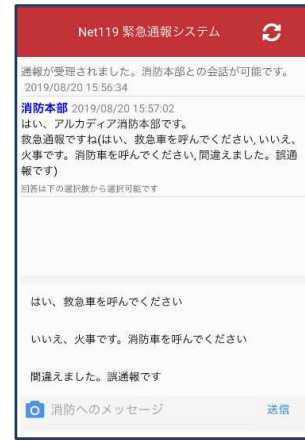 Net119 緊急通報システム
通報が受理されました。消防本部との会話が可能です。
2019/08/20 15:56:34
消防本部 2019/08/20 15:57:02
はい、アルカディア消防本部です。
救急通報ですね(はい、救急車を呼んでください, いいえ、
火事です。消防車を呼んでください, 間違えました。誤通
報です)
回答は下の選択肢から選択可能です
はい、救急車を呼んでください
いいえ、火事です。消防車を呼んでください
間違えました。誤通報です
消防へのメッセージ
送信